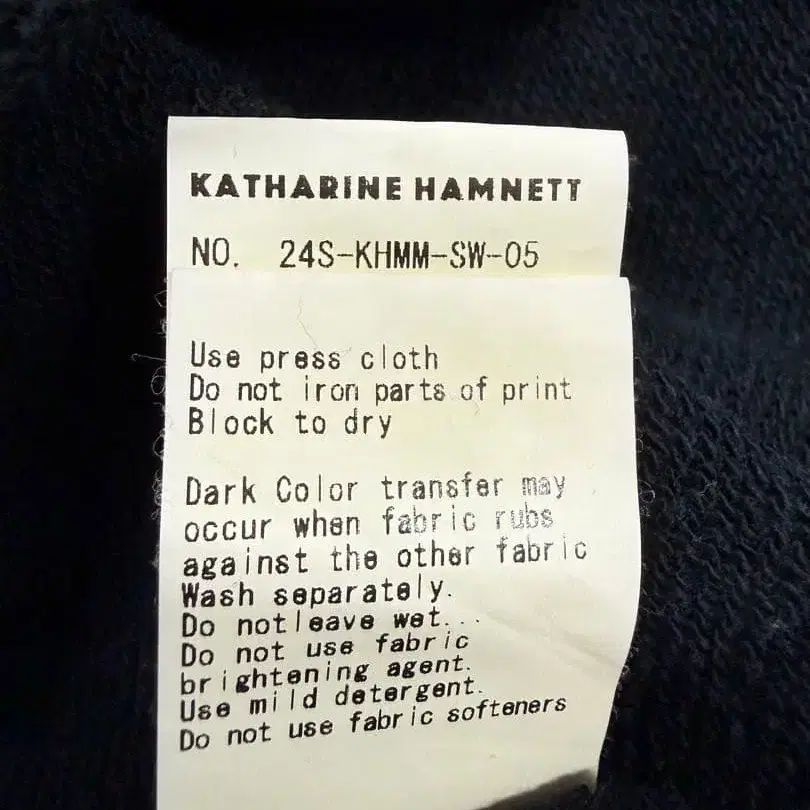 KATHARINE HAMNETT
NO. 24S-KHMM-SW-05
Use press cloth
Do not iron parts of print
Block to dry
Dark Color transfer may
occur when fabric rubs
against the other fabric
Wash separately.
Do notleave wet...
Do not use fabric
brightening agent.
Use mild detergent.
Do not use fabric softeners